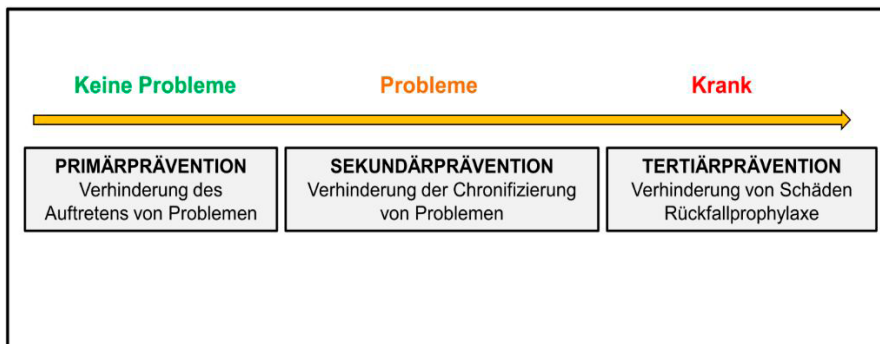 Keine Probleme
Probleme
Krank
PRIMÄRPRÄVENTION
Verhinderung des
Auftretens von Problemen
SEKUNDÄRPRÄVENTION
Verhinderung der Chronifizierung
von Problemen
TERTIÄRPRÄVENTION
Verhinderung von Schäden
Rückfallprophylaxe